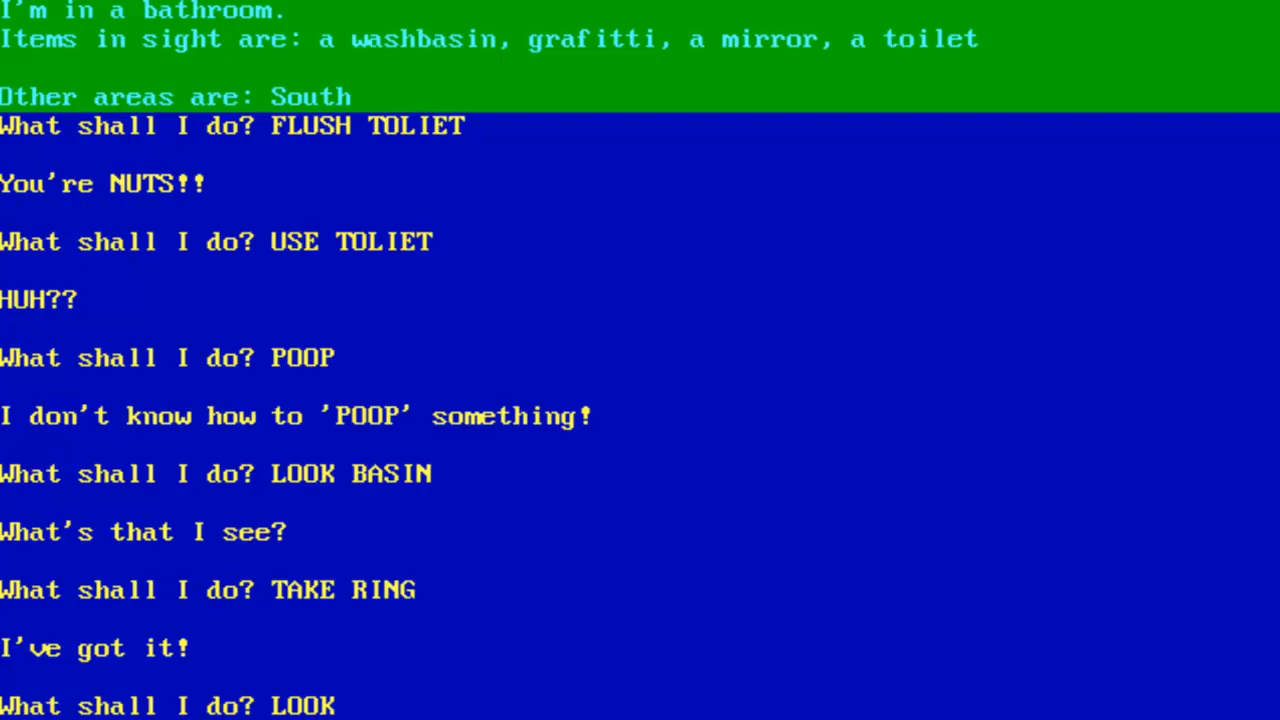 I'm in a bathroom.
Items in sight are: a washbasin, grafitti, a mirror, a toilet
Other areas are: South
What shall I do? FLUSH TOLIET
You're NUTS!!
What shall I do? USE TOLIET
HUH??
What shall I do? POOP
I don't know how to 'POOP' something!
What shall I do? LOOK BASIN
What's that I see?
What shall I do? TAKE RING
I've got it!
What shall I do? LOOK